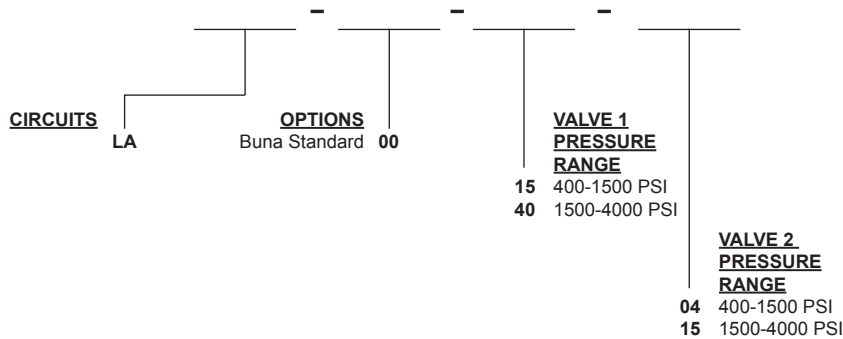 – – –
CIRCUITS
LA
OPTIONS
Buna Standard 00
VALVE 1
PRESSURE
RANGE
15 400-1500 PSI
40 1500-4000 PSI
VALVE 2
PRESSURE
RANGE
04 400-1500 PSI
15 1500-4000 PSI